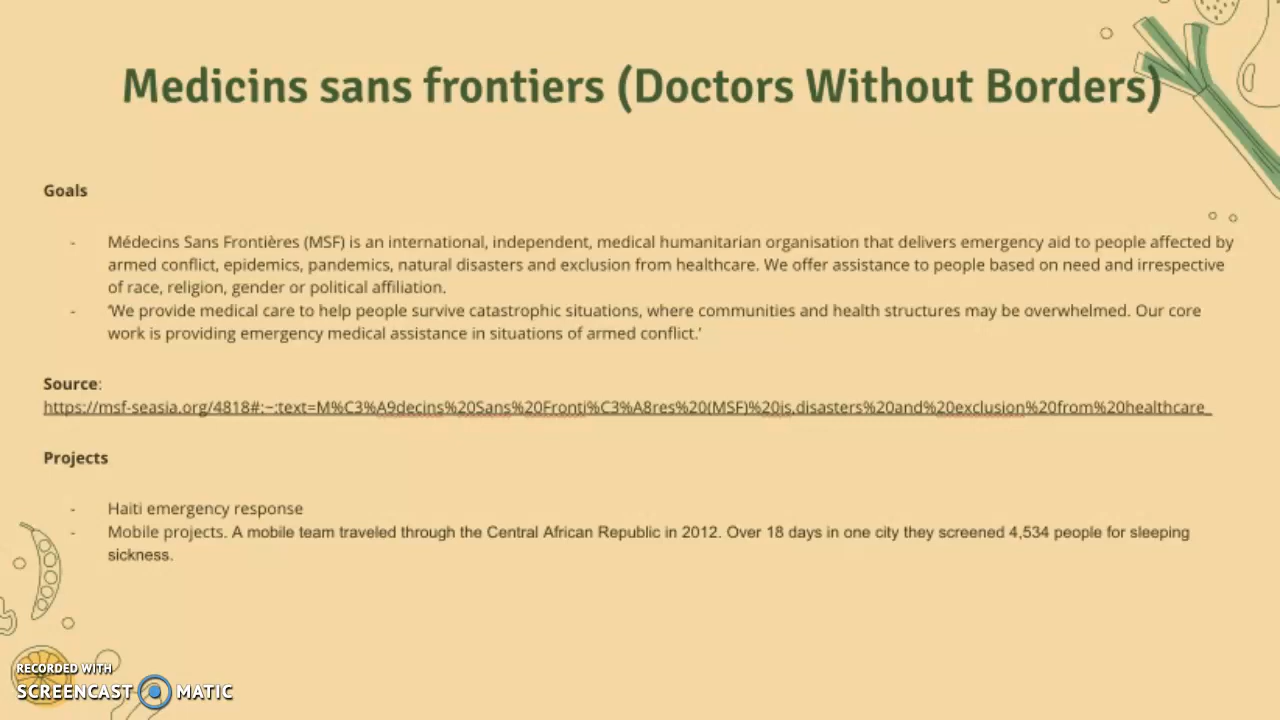 Medicins sans frontiers (Doctors Without Borders)
Goals
- Médecins Sans Frontières (MSF) is an international, independent, medical humanitarian organisation that delivers emergency aid to people affected by
armed conflict, epidemics, pandemics, natural disasters and exclusion from healthcare. We offer assistance to people based on need and irrespective
of race, religion, gender or political affiliation.
- ‘We provide medical care to help people survive catastrophic situations, where communities and health structures may be overwhelmed. Our core
work is providing emergency medical assistance in situations of armed conflict.’
Source:
https://msf-seasia.org/4818#:~:text=M%C3%A9decins%20Sans%20Fronti%C3%A8res%20(MSF)%20is,disasters%20and%20exclusion%20from%20healthcare
Projects
- Haiti emergency response
- Mobile projects. A mobile team traveled through the Central African Republic in 2012. Over 18 days in one city they screened 4,534 people for sleeping
sickness.
RECORDED WITH
SCREENCAST MATIC